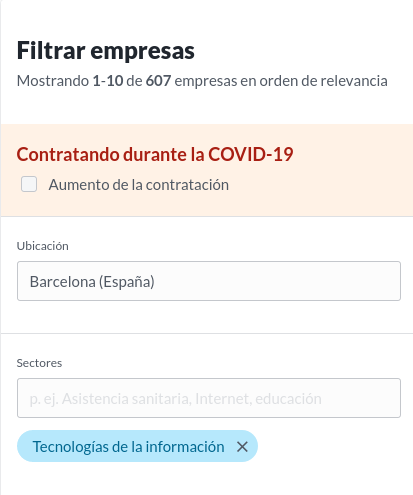 Filtrar empresas
Mostrando 1-10 de 607 empresas en orden de relevancia
Contratando durante la COVID-19
Aumento de la contratación
Ubicación
Barcelona (España)
Sectores
p. ej. Asistencia sanitaria, Internet, educación
Tecnologías de la información